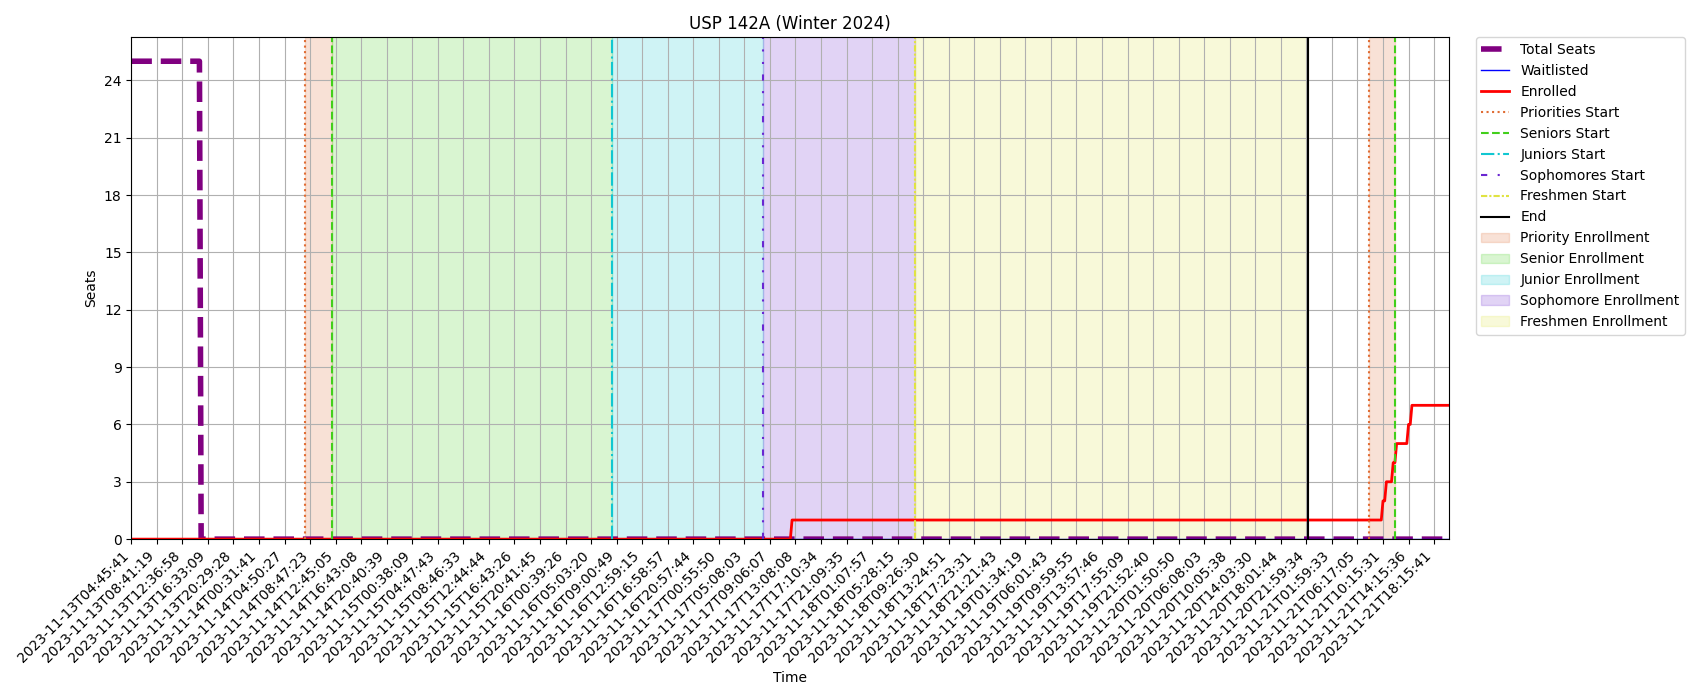 USP 142A (Winter 2024)
Seats
24
21
18
15
12
9
6
3
0
2023-11-13T04:45:41
2023-11-13T08:41:19
2023-11-13T12:36:58
2023-11-13T16:33:09
2023-11-13T20:29:28
2023-11-14T00:31:41
2023-11-14T04:50:27
2023-11-14T08:47:23
2023-11-14T12:45:05
2023-11-14T16:43:08
2023-11-14T20:40:39
2023-11-15T00:38:09
2023-11-15T04:47:43
2023-11-15T08:46:33
2023-11-15T12:44:44
2023-11-15T16:43:26
2023-11-15T20:41:45
2023-11-16T00:39:26
2023-11-16T05:03:20
2023-11-16T09:00:49
2023-11-16T12:59:15
2023-11-16T16:58:57
2023-11-16T20:57:44
2023-11-17T00:55:50
2023-11-17T05:08:03
2023-11-17T09:06:07
2023-11-17T13:08:08
2023-11-17T17:10:34
2023-11-17T21:09:35
2023-11-18T01:07:57
2023-11-18T05:28:15
2023-11-18T09:26:30
2023-11-18T13:24:51
2023-11-18T17:23:31
2023-11-18T21:21:43
2023-11-19T01:34:19
2023-11-19T06:01:43
2023-11-19T09:59:55
2023-11-19T13:57:46
2023-11-19T17:55:09
2023-11-19T21:52:40
2023-11-20T01:50:50
2023-11-20T06:08:03
2023-11-20T10:05:38
2023-11-20T14:03:30
2023-11-20T18:01:44
2023-11-20T21:59:34
2023-11-21T01:59:33
2023-11-21T06:17:05
2023-11-21T10:15:31
2023-11-21T14:15:36
2023-11-21T18:15:41
Time
Total Seats
Waitlisted
Enrolled
Priorities Start
Seniors Start
Juniors Start
Sophomores Start
Freshmen Start
End
Priority Enrollment
Senior Enrollment
Junior Enrollment
Sophomore Enrollment
Freshmen Enrollment